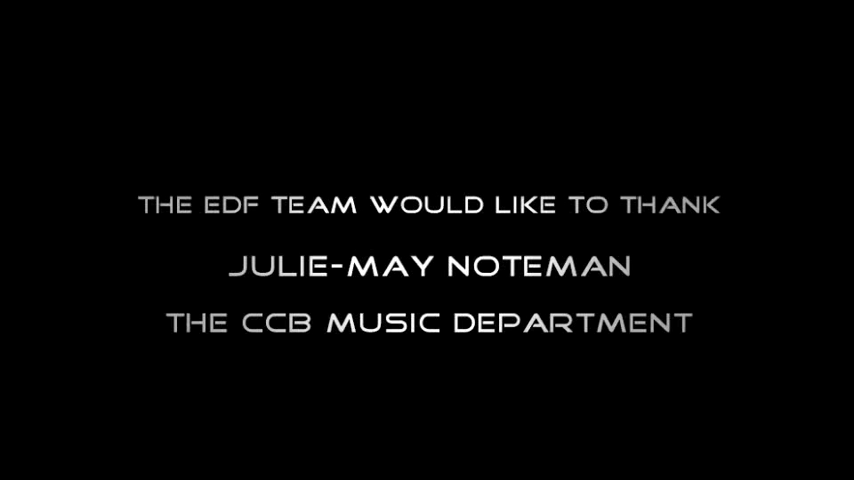 THE EDF TEAM WOULD LIKE TO THANK
JULIE-MAY NOTEMAN
THE CCB MUSIC DEPARTMENT